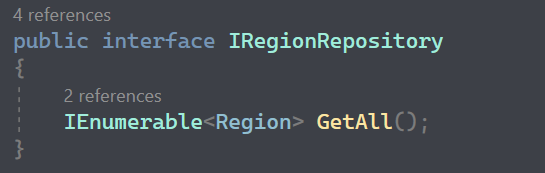 4 references
public interface IRegionRepository
{
2 references
IEnumerable<Region> GetAll();
}